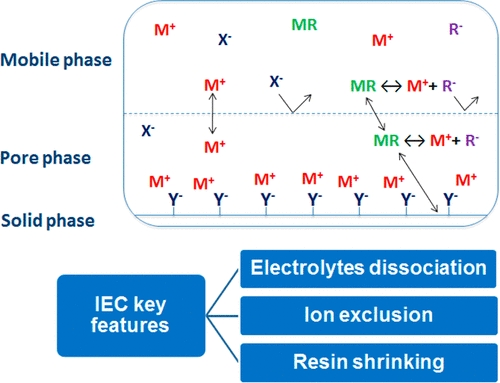 M⁺ MR R⁻
X⁻ M⁺
Mobile phase
M⁺ X⁻ MR ↔ M⁺+ R⁻
X⁻ MR ↔ M⁺+ R⁻
M⁺
Pore phase
M⁺ M⁺ M⁺ M⁺ M⁺ M⁺ M⁺
Y⁻ Y⁻ Y⁻ Y⁻ Y⁻ Y⁻ Y⁻
Solid phase
Electrolytes dissociation
IEC key
features
Ion exclusion
Resin shrinking